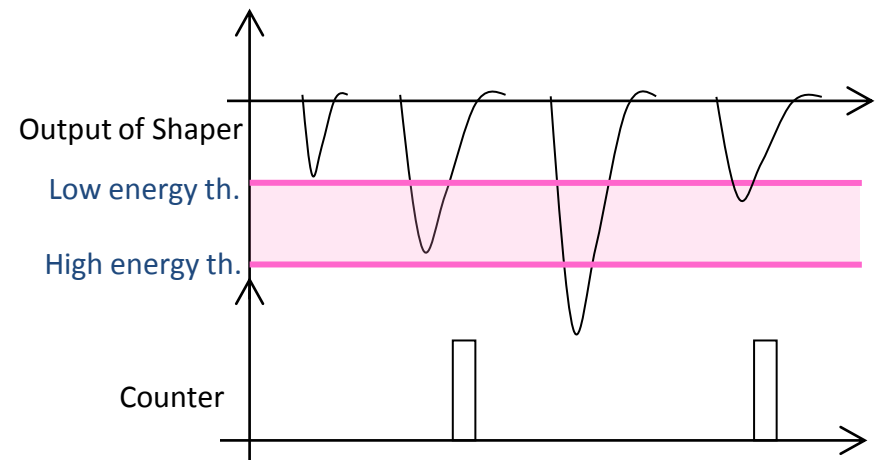 Output of Shaper
Low energy th.
High energy th.
Counter